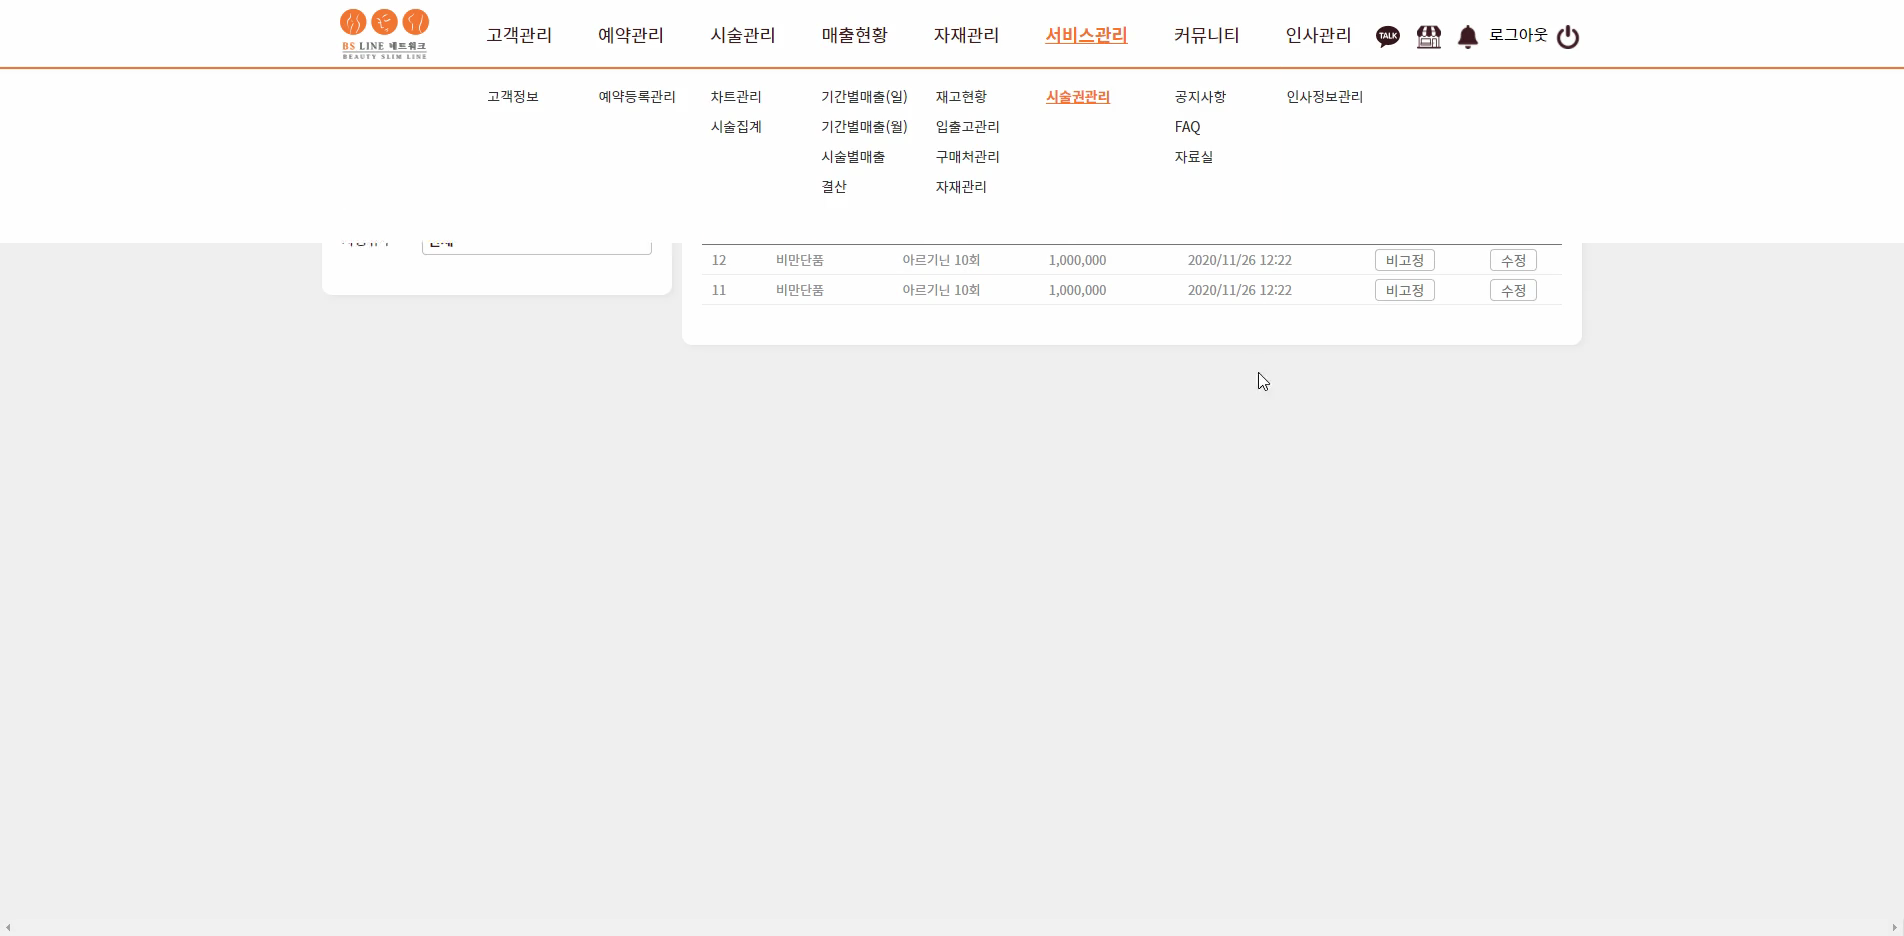 BS LINE 네트워크
BEAUTY SLIM LINE
고객관리 예약관리 시술관리 매출현황 자재관리 서비스관리 커뮤니티 인사관리 TALK 로그아웃
고객정보 예약등록관리 차트관리 기간별매출(일) 재고현황 시술권관리 공지사항 인사정보관리
시술집계 기간별매출(월) 입출고관리 FAQ
시술별매출 구매처관리 자료실
결산 자재관리
12 비만단품 아르기닌 10회 1,000,000 2020/11/26 12:22 비고정 수정
11 비만단품 아르기닌 10회 1,000,000 2020/11/26 12:22 비고정 수정